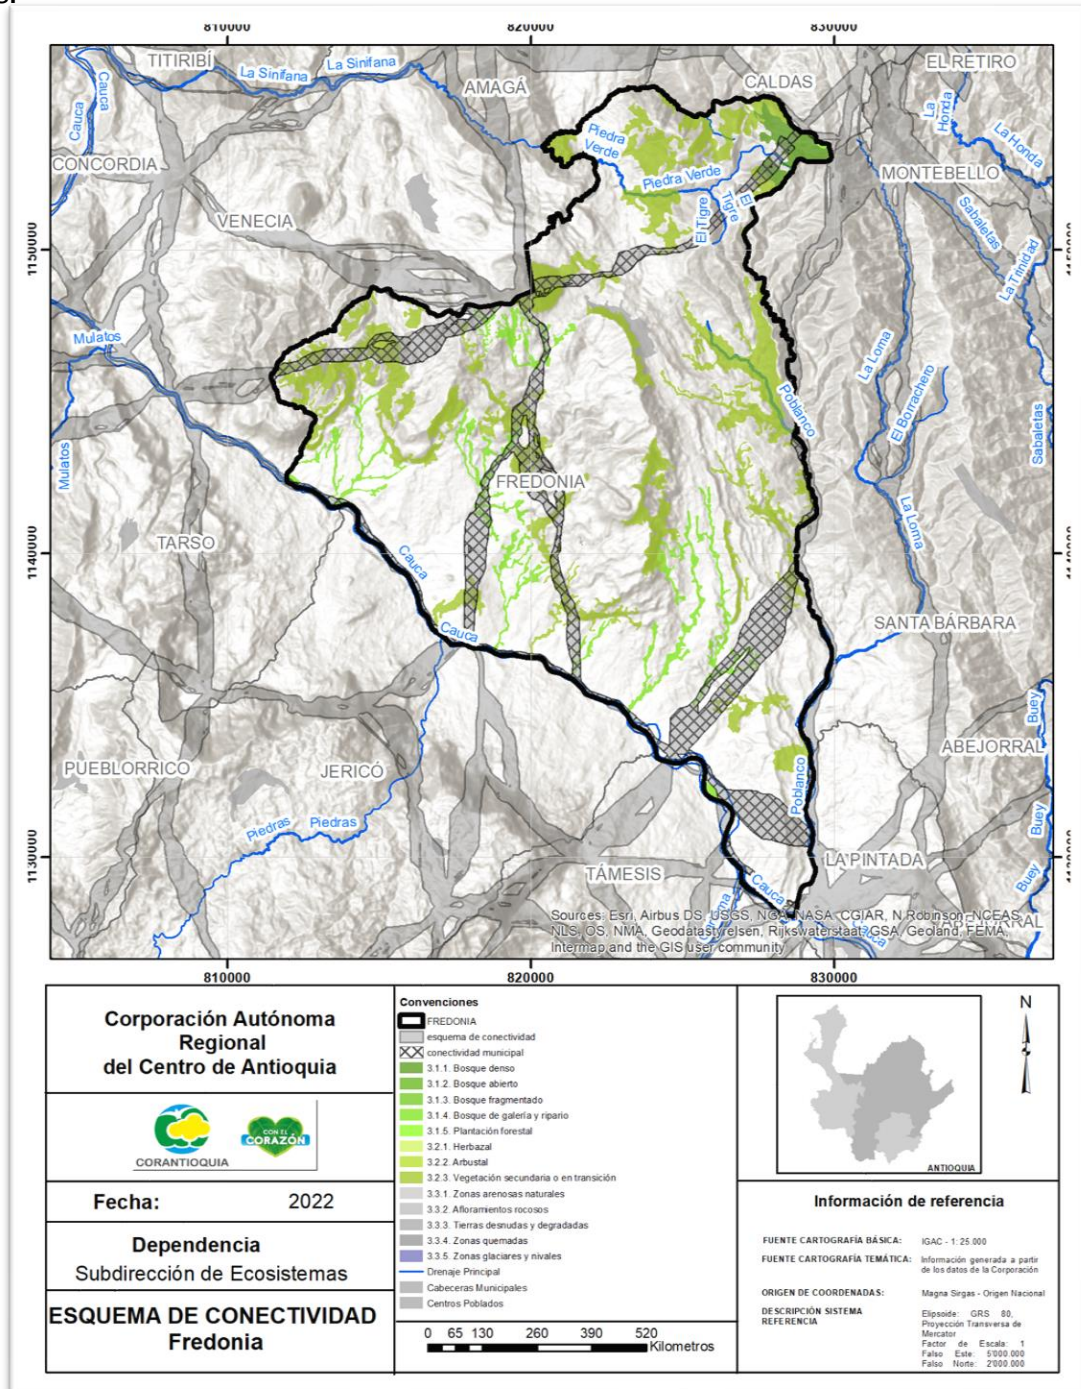 810000
820000
830000
TITIRIBÍ
La Sinifana
La Sinifana
AMAGÁ
CALDAS
EL RETIRO
Cauca
Cauca
La Honda
La Honda
Piedra Verde
CONCORDIA
Piedra Verde
MONTEBELLO
VENECIA
El Tigre
El Tigre
Sabaletas
La Trinidad
1150000
Mulatos
La Loma
El Borrachero
Poblanco
Mulatos
Sabaletas
FREDONIA
La Loma
TARSO
1140000
1140000
Cauca
Cauca
SANTA BÁRBARA
Buey
ABEJORRAL
PUEBLORRICO
JERICÓ
Poblanco
Piedras
Piedras
Buey
1130000
LA PINTADA
TÁMESIS
Buey
Cauca
Sources: Esri, Airbus DS, USGS, NGA, NASA, CGIAR, N Robinson, NCEAS,
NLS, OS, NMA, Geodatastyrelsen, Rijkswaterstaat, GSA, Geoland, FEMA,
Intermap and the GIS user community
Cauca
810000
820000
830000
Corporación Autónoma
Regional
del Centro de Antioquia
CORANTIOQUIA
CON EL
CORAZÓN
Fecha: 2022
Dependencia
Subdirección de Ecosistemas
ESQUEMA DE CONECTIVIDAD
Fredonia
Convenciones
FREDONIA
esquema de conectividad
conectividad municipal
3.1.1. Bosque denso
3.1.2. Bosque abierto
3.1.3. Bosque fragmentado
3.1.4. Bosque de galería y ripario
3.1.5. Plantación forestal
3.2.1. Herbazal
3.2.2. Arbustal
3.2.3. Vegetación secundaria o en transición
3.3.1. Zonas arenosas naturales
3.3.2. Afloramientos rocosos
3.3.3. Tierras desnudas y degradadas
3.3.4. Zonas quemadas
3.3.5. Zonas glaciares y nivales
Drenaje Principal
Cabeceras Municipales
Centros Poblados
0 65 130 260 390 520
Kilometros
N
ANTIOQUIA
Información de referencia
FUENTE CARTOGRAFÍA BÁSICA: IGAC - 1: 25.000
FUENTE CARTOGRAFÍA TEMÁTICA: Información generada a partir
de los datos de la Corporación
ORIGEN DE COORDENADAS: Magna Sirgas - Origen Nacional
DESCRIPCIÓN SISTEMA
REFERENCIA
Elipsoide: GRS 80,
Proyección Transversa de
Mercator
Factor de Escala: 1
Falso Este: 5'000.000
Falso Norte: 2'000.000